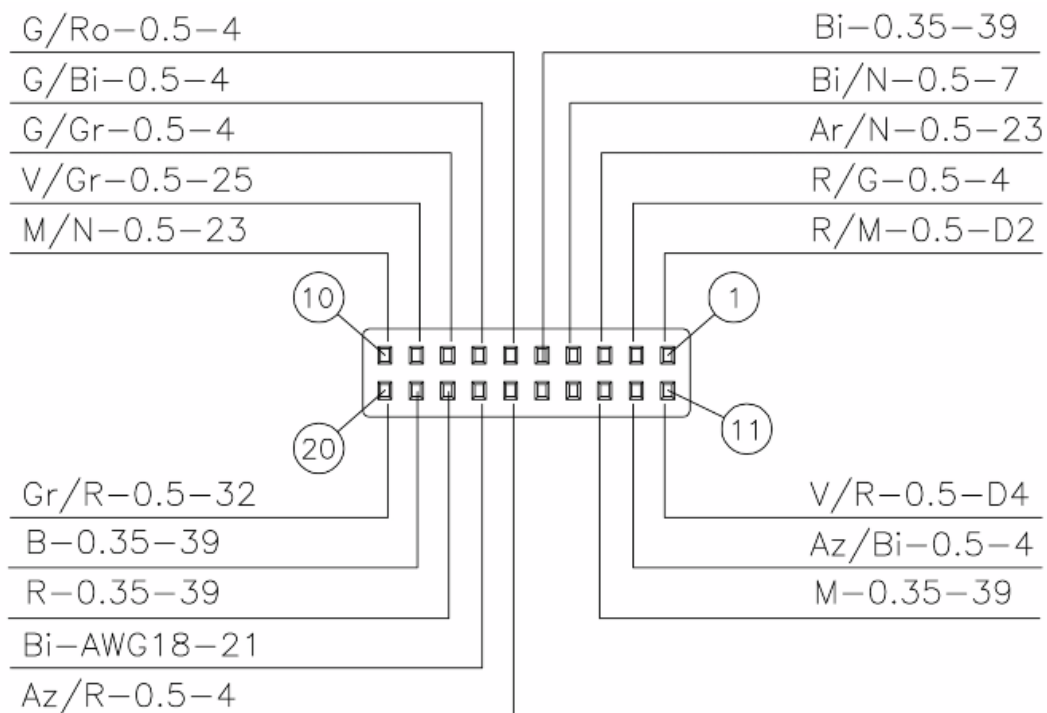 G/Ro-0.5-4
G/Bi-0.5-4
G/Gr-0.5-4
V/Gr-0.5-25
M/N-0.5-23
Bi-0.35-39
Bi/N-0.5-7
Ar/N-0.5-23
R/G-0.5-4
R/M-0.5-D2
10
1
20
11
Gr/R-0.5-32
B-0.35-39
R-0.35-39
Bi-AWG18-21
Az/R-0.5-4
V/R-0.5-D4
Az/Bi-0.5-4
M-0.35-39